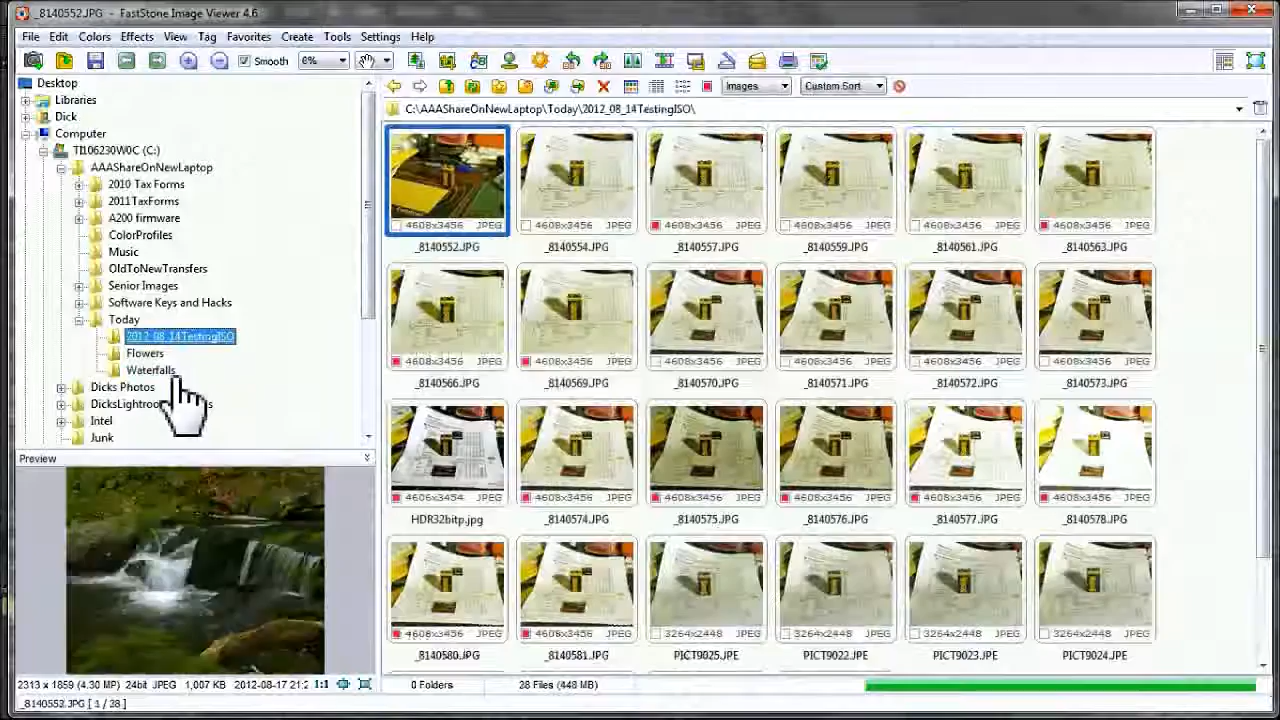 _8140552.JPG - FastStone Image Viewer 4.6
File Edit Colors Effects View Tag Favorites Create Tools Settings Help
Smooth 6% Images Custom Sort
Desktop
Libraries
Dick
Computer
TI106230W0C (C:)
AAAShareOnNewLaptop
2010 Tax Forms
2011TaxForms
A200 firmware
ColorProfiles
Music
OldToNewTransfers
Senior Images
Software Keys and Hacks
Today
2012_08_14TestingISO
Flowers
Waterfalls
Dicks Photos
Intel
Junk
C:\AAAShareOnNewLaptop\Today\2012_08_14TestingISO\
4608x3456 JPEG 4608x3456 JPEG 4608x3456 JPEG 4608x3456 JPEG 4608x3456 JPEG 4608x3456 JPEG
_8140552.JPG _8140554.JPG _8140557.JPG _8140559.JPG _8140561.JPG _8140563.JPG
4608x3456 JPEG 4608x3456 JPEG 4608x3456 JPEG 4608x3456 JPEG 4608x3456 JPEG 4608x3456 JPEG
_8140566.JPG _8140569.JPG _8140570.JPG _8140571.JPG _8140572.JPG _8140573.JPG
4606x3454 JPEG 4608x3456 JPEG 4608x3456 JPEG 4608x3456 JPEG 4608x3456 JPEG 4608x3456 JPEG
HDR32bitp.jpg _8140574.JPG _8140575.JPG _8140576.JPG _8140577.JPG _8140578.JPG
4608x3456 JPEG 4608x3456 JPEG 3264x2448 JPEG 3264x2448 JPEG 3264x2448 JPEG 3264x2448 JPEG
_8140580.JPG _8140581.JPG PICT9025.JPE PICT9022.JPE PICT9023.JPE PICT9024.JPE
Preview
2313 x 1859 (4.30 MP) 24bit JPEG 1,007 KB 2012-08-17 21:2 1:1
0 Folders 28 Files (448 MB)
_8140552.JPG [ 1 / 28 ]